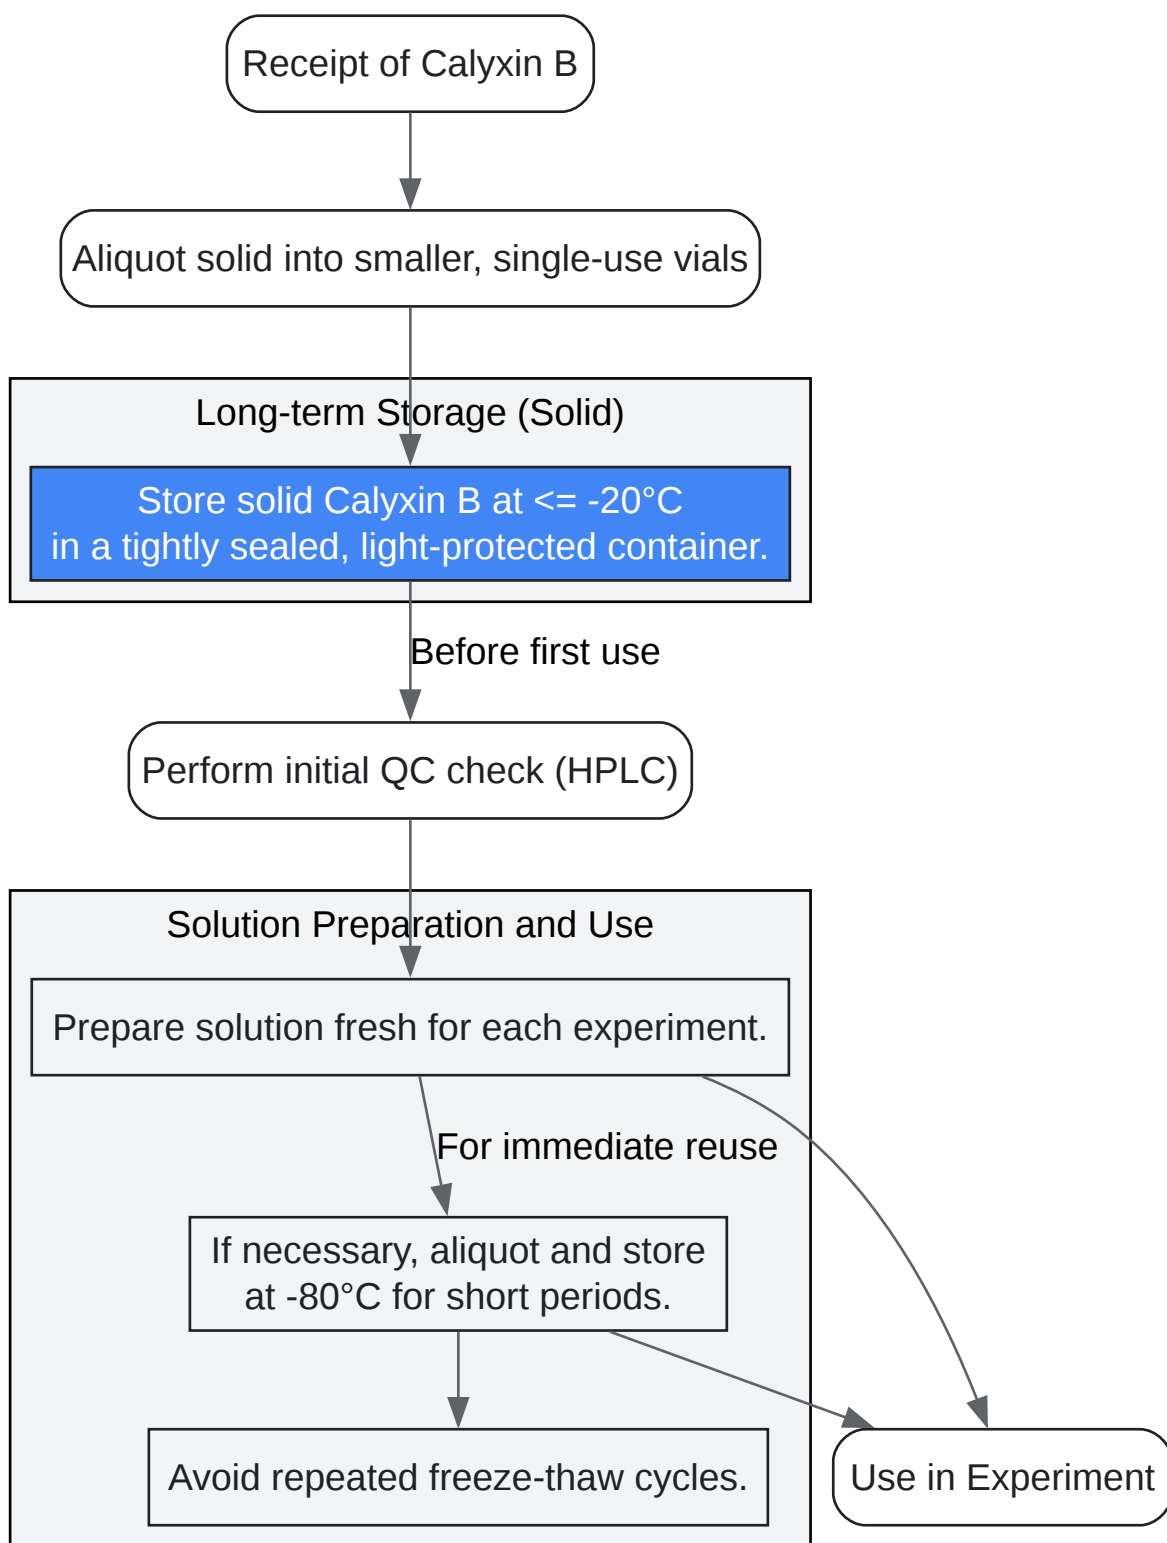 Receipt of Calyxin B
Aliquot solid into smaller, single-use vials
Long-term Storage (Solid)
Store solid Calyxin B at <= -20°C
in a tightly sealed, light-protected container.
Before first use
Perform initial QC check (HPLC)
Solution Preparation and Use
Prepare solution fresh for each experiment.
For immediate reuse
If necessary, aliquot and store
at -80°C for short periods.
Avoid repeated freeze-thaw cycles.
Use in Experiment